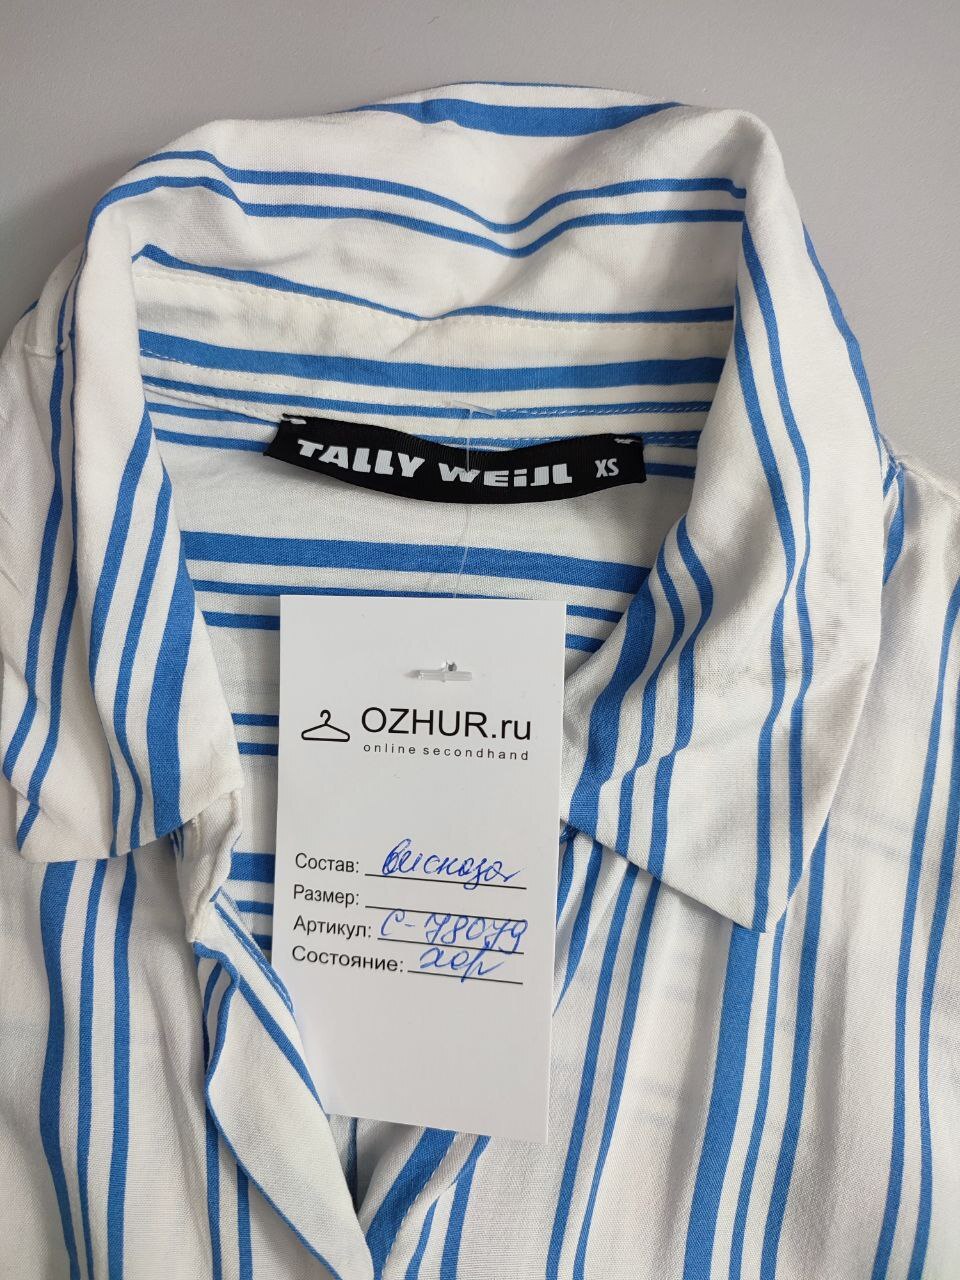 TALLY WEiJL XS
OZHUR.ru
online secondhand
Состав: вискоза
Размер:
Артикул: С-78079
Состояние: хор